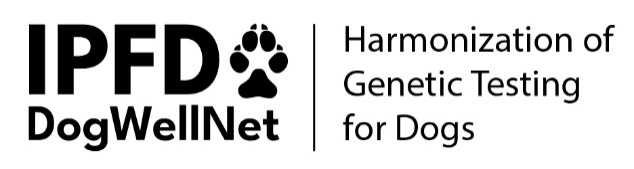 IPFD
DogWellNet
Harmonization of
Genetic Testing
for Dogs